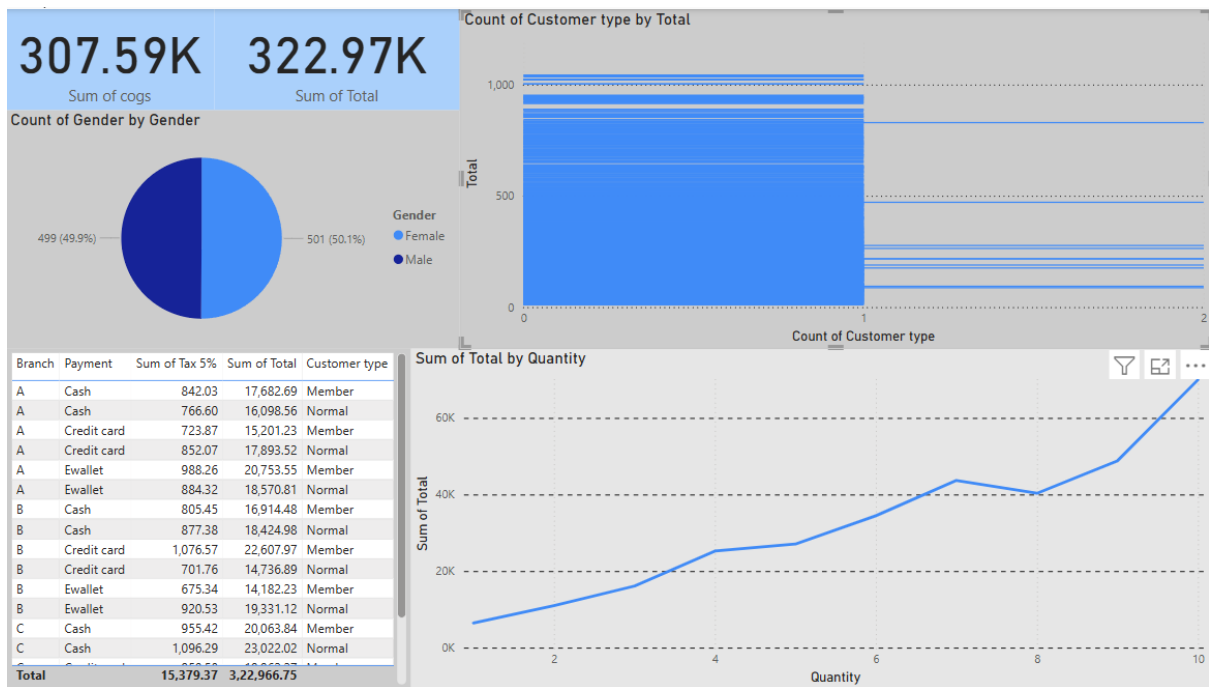 307.59K
Sum of cogs
322.97K
Sum of Total
Count of Gender by Gender
499 (49.9%)
501 (50.1%)
Gender
Female
Male
Count of Customer type by Total
Total
1,000
500
0
0 1 2
Count of Customer type
Branch Payment Sum of Tax 5% Sum of Total Customer type
A Cash 842.03 17,682.69 Member
A Cash 766.60 16,098.56 Normal
A Credit card 723.87 15,201.23 Member
A Credit card 852.07 17,893.52 Normal
A Ewallet 988.26 20,753.55 Member
A Ewallet 884.32 18,570.81 Normal
B Cash 805.45 16,914.48 Member
B Cash 877.38 18,424.98 Normal
B Credit card 1,076.57 22,607.97 Member
B Credit card 701.76 14,736.89 Normal
B Ewallet 675.34 14,182.23 Member
B Ewallet 920.53 19,331.12 Normal
C Cash 955.42 20,063.84 Member
C Cash 1,096.29 23,022.02 Normal
Total 15,379.37 3,22,966.75
Sum of Total by Quantity
Sum of Total
60K
40K
20K
0K
2 4 6 8 10
Quantity